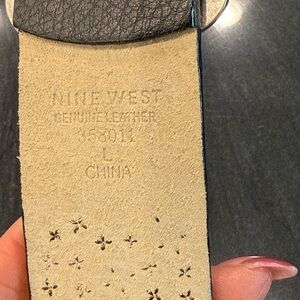 NINE WEST
GENUINE LEATHER
358011
L
CHINA